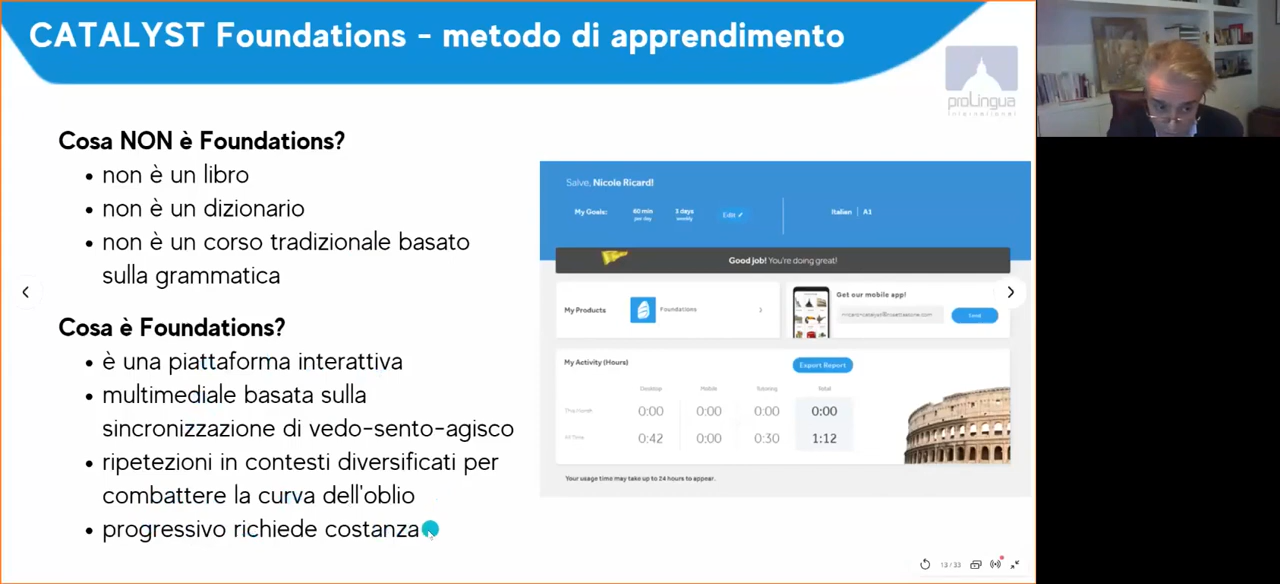 CATALYST Foundations - metodo di apprendimento
proLingua
International
Cosa NON è Foundations?
• non è un libro
• non è un dizionario
• non è un corso tradizionale basato
sulla grammatica
Cosa è Foundations?
• è una piattaforma interattiva
• multimediale basata sulla
sincronizzazione di vedo-sento-agisco
• ripetizioni in contesti diversificati per
combattere la curva dell'oblio
• progressivo richiede costanza
Salve, Nicole Ricard!
My Goals: 60 min per day 3 days weekly Edit Italien | A1
Good job! You're doing great!
My Products Foundations
Get our mobile app!
Send
My Activity (Hours) Export Report
Desktop Mobile Tutoring Total
This Month 0:00 0:00 0:00 0:00
All Time 0:42 0:00 0:30 1:12
Your usage time may take up to 24 hours to appear.
13 / 33